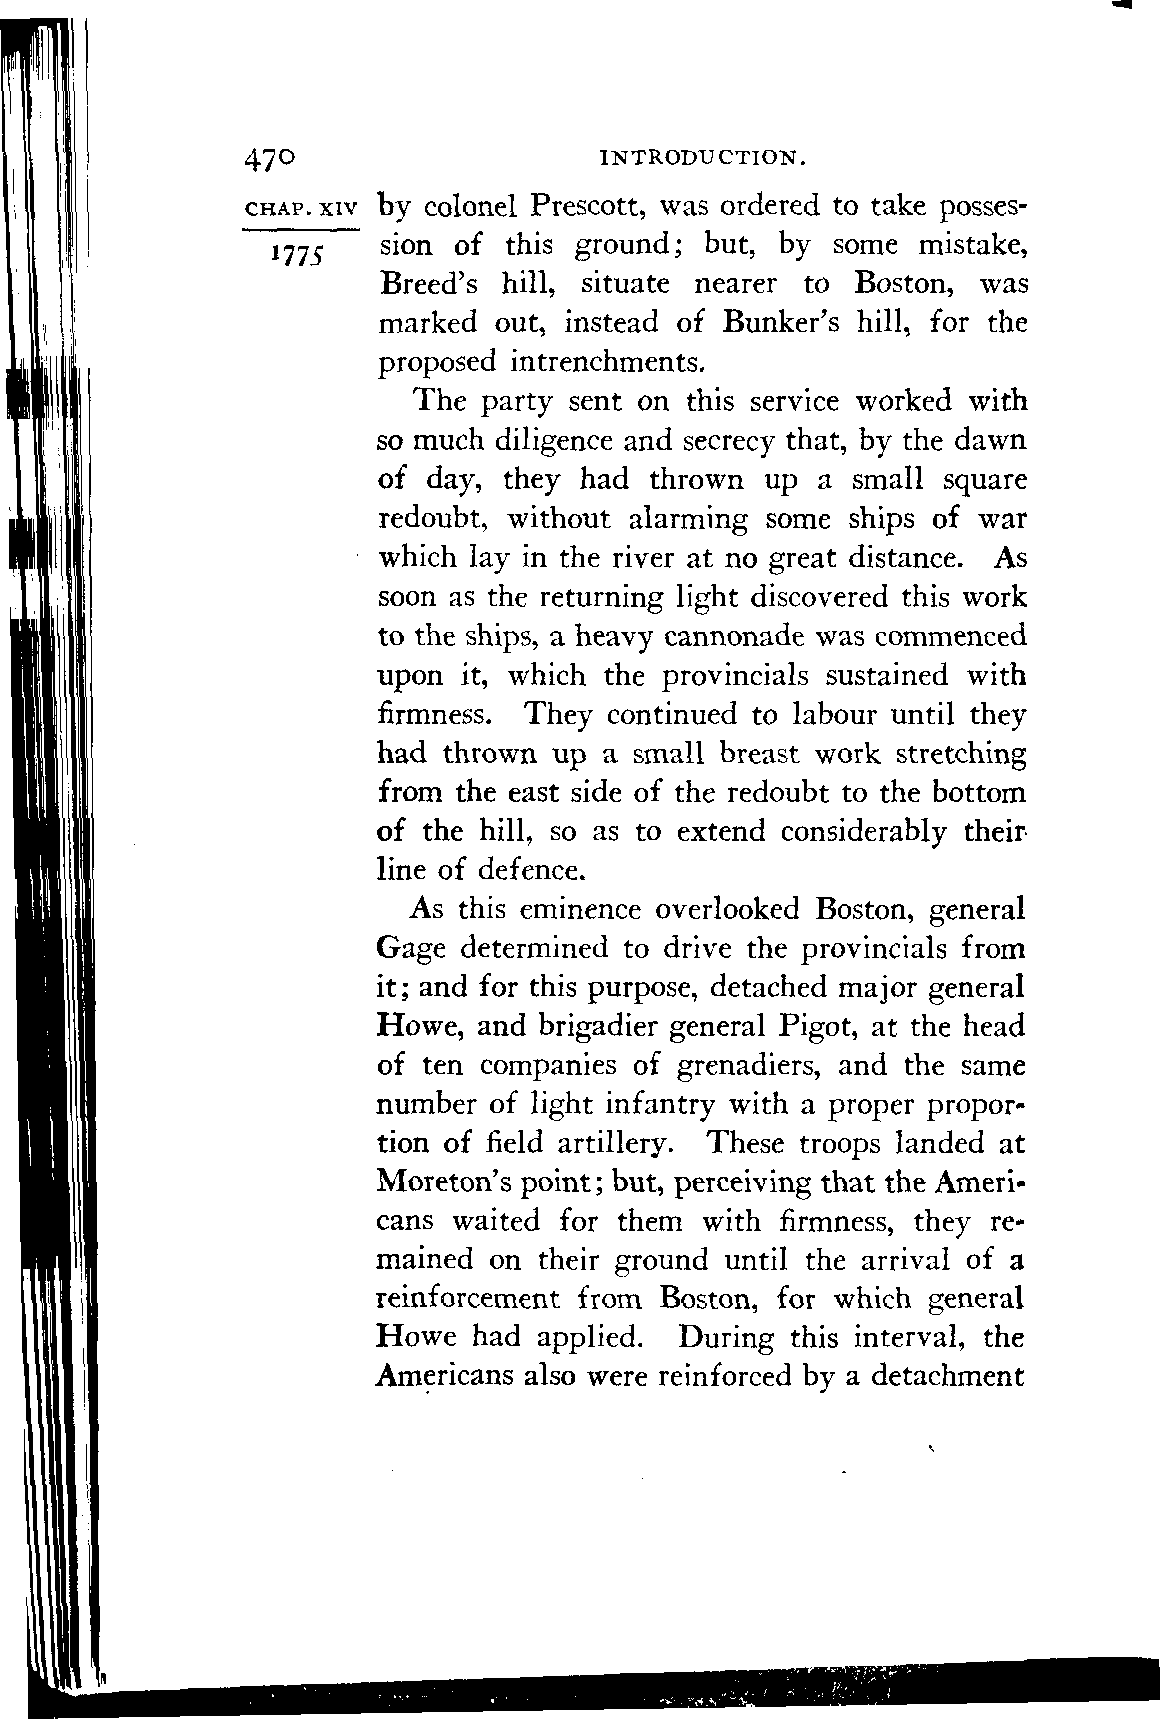 470 INTRODUCTION.
CHAP. XIV by colonel Prescott, was ordered to take posses-
1775 sion of this ground; but, by some mistake,
Breed's hill, situate nearer to Boston, was
marked out, instead of Bunker's hill, for the
proposed intrenchments.
The party sent on this service worked with
so much diligence and secrecy that, by the dawn
of day, they had thrown up a small square
redoubt, without alarming some ships of war
which lay in the river at no great distance. As
soon as the returning light discovered this work
to the ships, a heavy cannonade was commenced
upon it, which the provincials sustained with
firmness. They continued to labour until they
had thrown up a small breast work stretching
from the east side of the redoubt to the bottom
of the hill, so as to extend considerably their
line of defence.
As this eminence overlooked Boston, general
Gage determined to drive the provincials from
it; and for this purpose, detached major general
Howe, and brigadier general Pigot, at the head
of ten companies of grenadiers, and the same
number of light infantry with a proper propor-
tion of field artillery. These troops landed at
Moreton's point; but, perceiving that the Ameri-
cans waited for them with firmness, they re-
mained on their ground until the arrival of a
reinforcement from Boston, for which general
Howe had applied. During this interval, the
Americans also were reinforced by a detachment